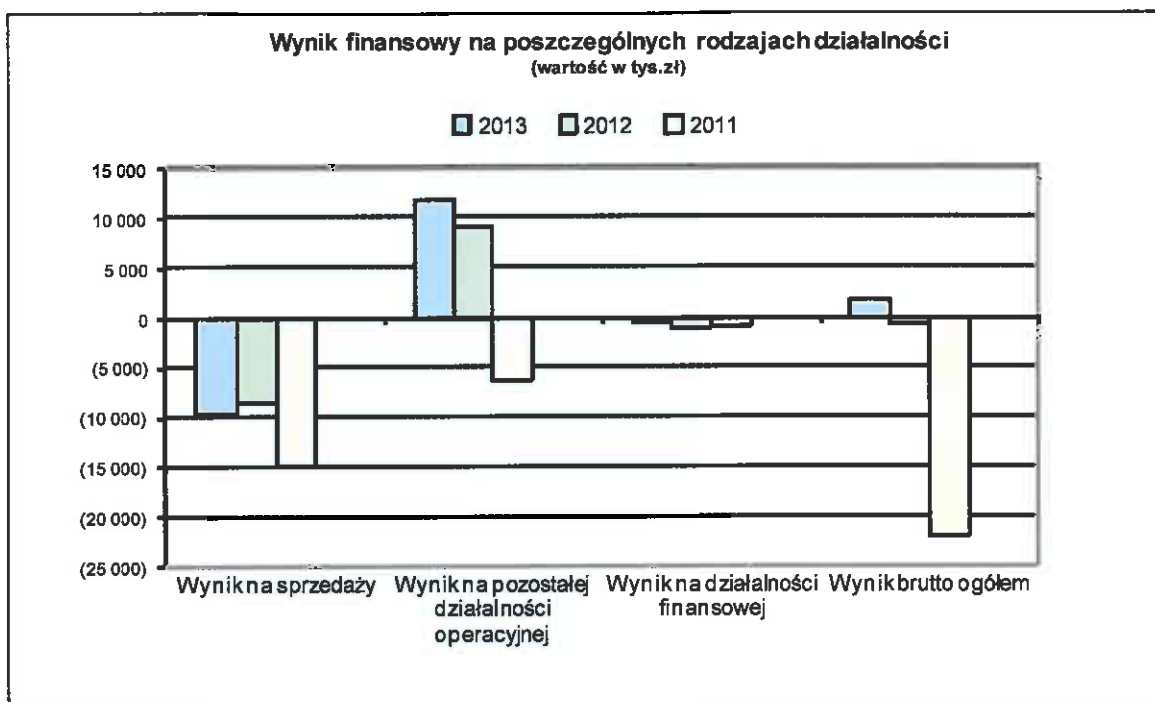 Wynik finansowy na poszczególnych rodzajach działalności
(wartość w tys.zł)
2013 2012 2011
15 000
10 000
5 000
0
(5 000)
(10 000)
(15 000)
(20 000)
(25 000)
Wynik na sprzedaży
Wynik na pozostałej
działalności
operacyjnej
Wynik na działalności
finansowej
Wynik brutto ogółem